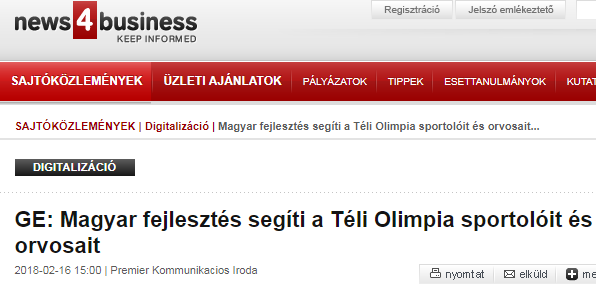 Regisztráció Jelszó emlékeztető
news4business
KEEP INFORMED
SAJTÓKÖZLEMÉNYEK ÜZLETI AJÁNLATOK PÁLYÁZATOK TIPPEK ESETTANULMÁNYOK KUTAT
SAJTÓKÖZLEMÉNYEK | Digitalizáció | Magyar fejlesztés segíti a Téli Olimpia sportolóit és orvosait...
DIGITALIZÁCIÓ
GE: Magyar fejlesztés segíti a Téli Olimpia sportolóit és
orvosait
2018-02-16 15:00 | Premier Kommunikacios Iroda
nyomtat elküld me